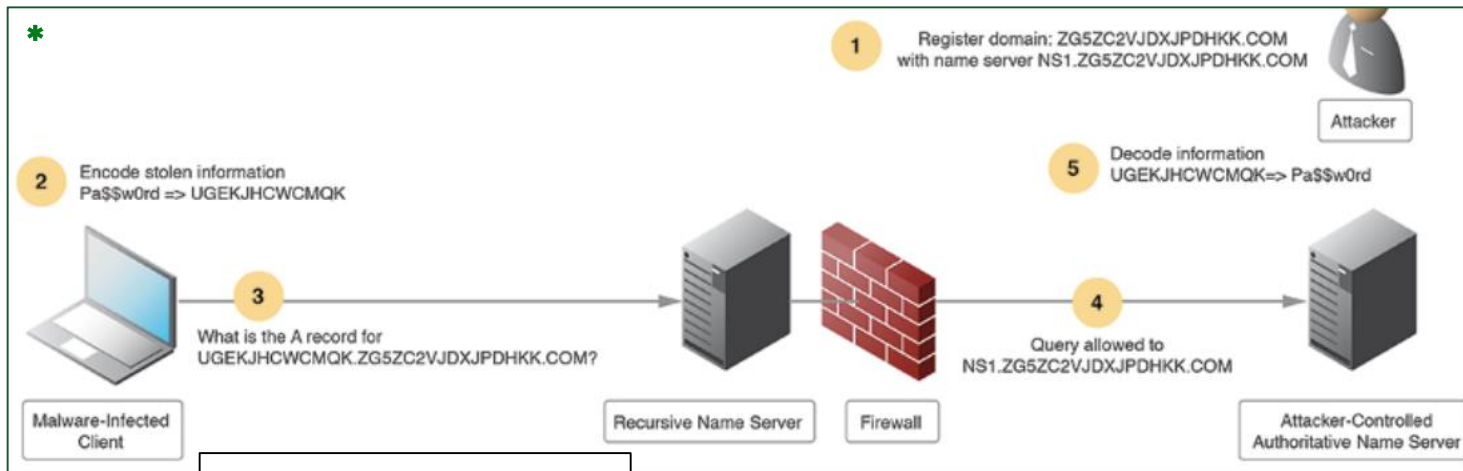 *
1
Register domain: ZG5ZC2VJDXJPDHKK.COM
with name server NS1.ZG5ZC2VJDXJPDHKK.COM
Attacker
2
Encode stolen information
Pa$$w0rd => UGEKJHCWCMQK
5
Decode information
UGEKJHCWCMQK=> Pa$$w0rd
3
What is the A record for
UGEKJHCWCMQK.ZG5ZC2VJDXJPDHKK.COM?
4
Query allowed to
NS1.ZG5ZC2VJDXJPDHKK.COM
Malware-Infected
Client
Recursive Name Server
Firewall
Attacker-Controlled
Authoritative Name Server